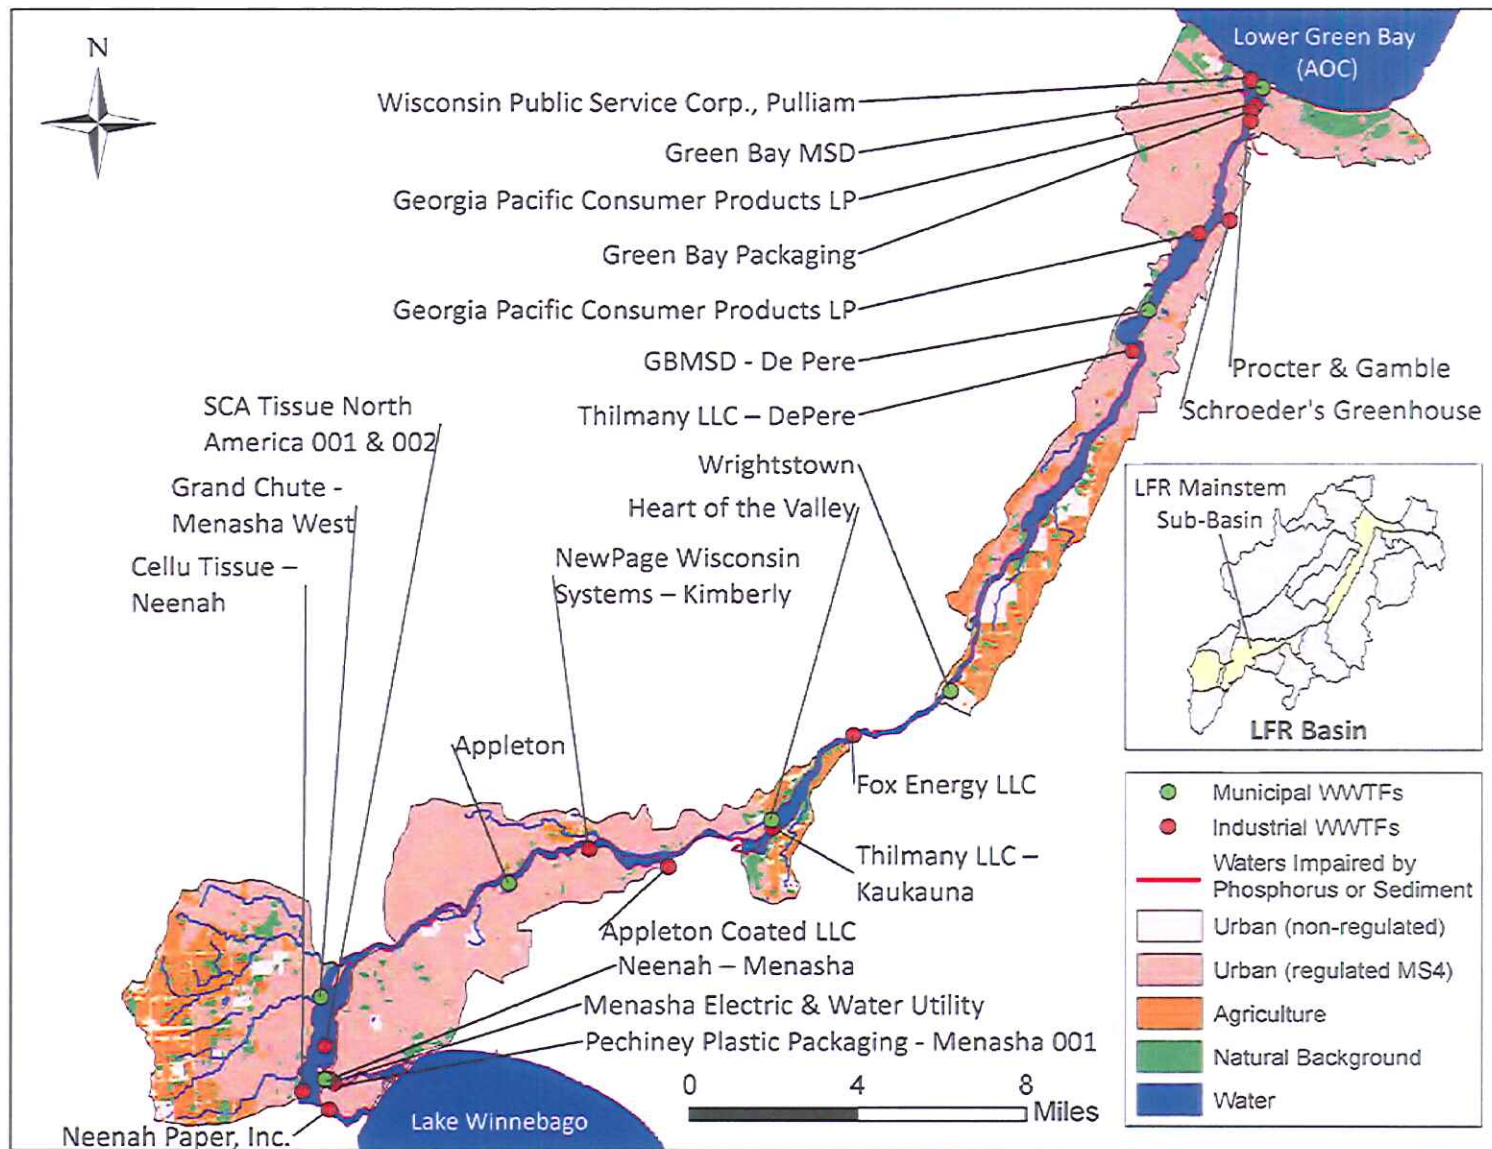 Lower Green Bay
(AOC)
N
Wisconsin Public Service Corp., Pulliam
Green Bay MSD
Georgia Pacific Consumer Products LP
Green Bay Packaging
Georgia Pacific Consumer Products LP
GBMSD - De Pere
Thilmany LLC – DePere
Procter & Gamble
Schroeder's Greenhouse
SCA Tissue North
America 001 & 002
Grand Chute -
Menasha West
Cellu Tissue –
Neenah
Wrightstown
Heart of the Valley
NewPage Wisconsin
Systems – Kimberly
LFR Mainstem
Sub-Basin
LFR Basin
Appleton
Fox Energy LLC
Thilmany LLC –
Kaukauna
Appleton Coated LLC
Neenah – Menasha
Menasha Electric & Water Utility
Pechiney Plastic Packaging - Menasha 001
Neenah Paper, Inc.
Lake Winnebago
0 4 8
Miles
Municipal WWTFs
Industrial WWTFs
Waters Impaired by
Phosphorus or Sediment
Urban (non-regulated)
Urban (regulated MS4)
Agriculture
Natural Background
Water